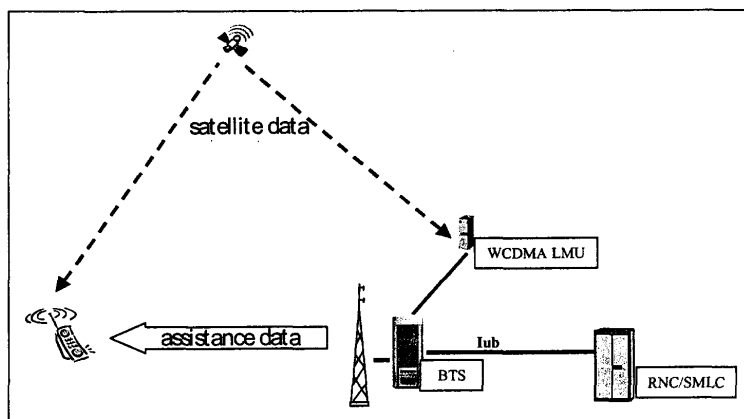 satellite data
WCDMA LMU
assistance data
Iub
BTS
RNC/SMLC